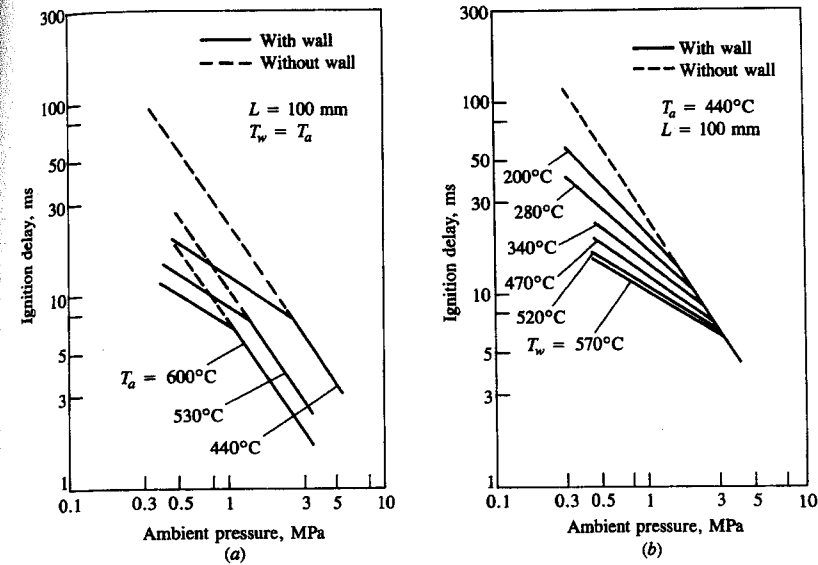 300
100
50
30
10
5
3
1
Ignition delay, ms
With wall
Without wall
L = 100 mm
T_w = T_a
T_a = 600°C
530°C
440°C
0.1 0.3 0.5 1 3 5 10
Ambient pressure, MPa
(a)
300
100
50
30
10
5
3
1
Ignition delay, ms
With wall
Without wall
T_a = 440°C
L = 100 mm
200°C
280°C
340°C
470°C
520°C
T_w = 570°C
0.1 0.3 0.5 1 3 5 10
Ambient pressure, MPa
(b)